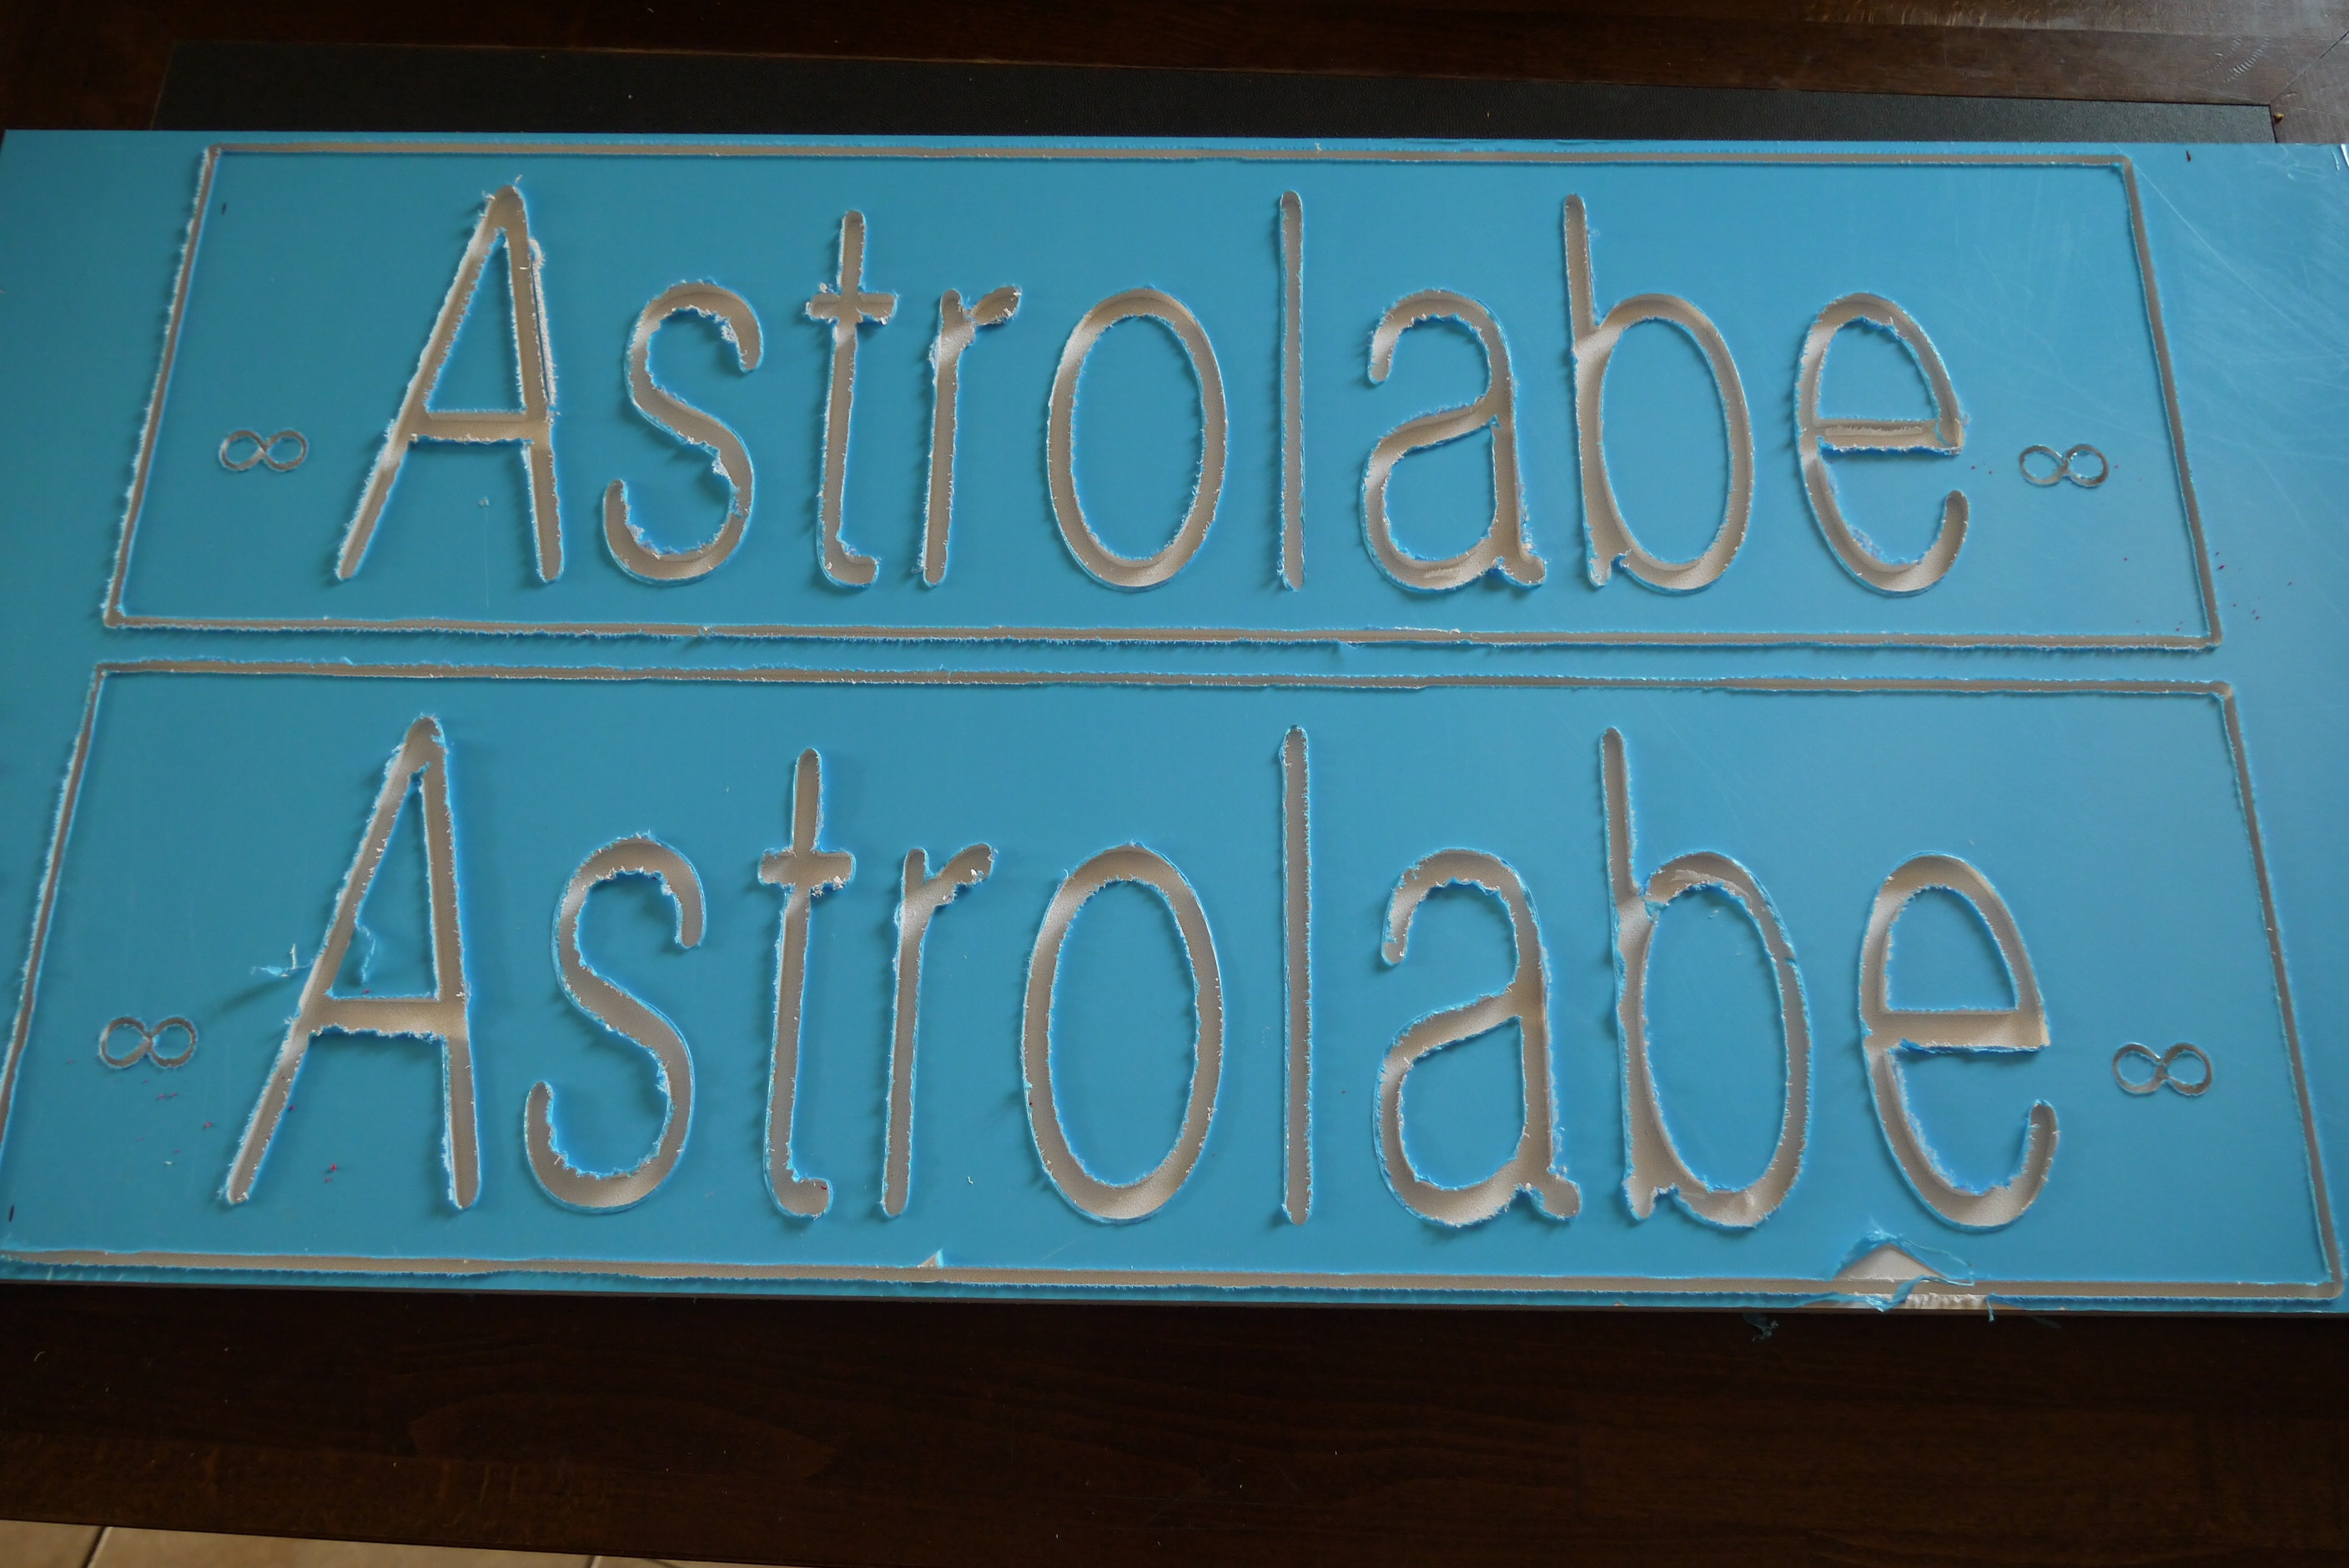 ∞ Astrolabe ∞
∞ Astrolabe ∞